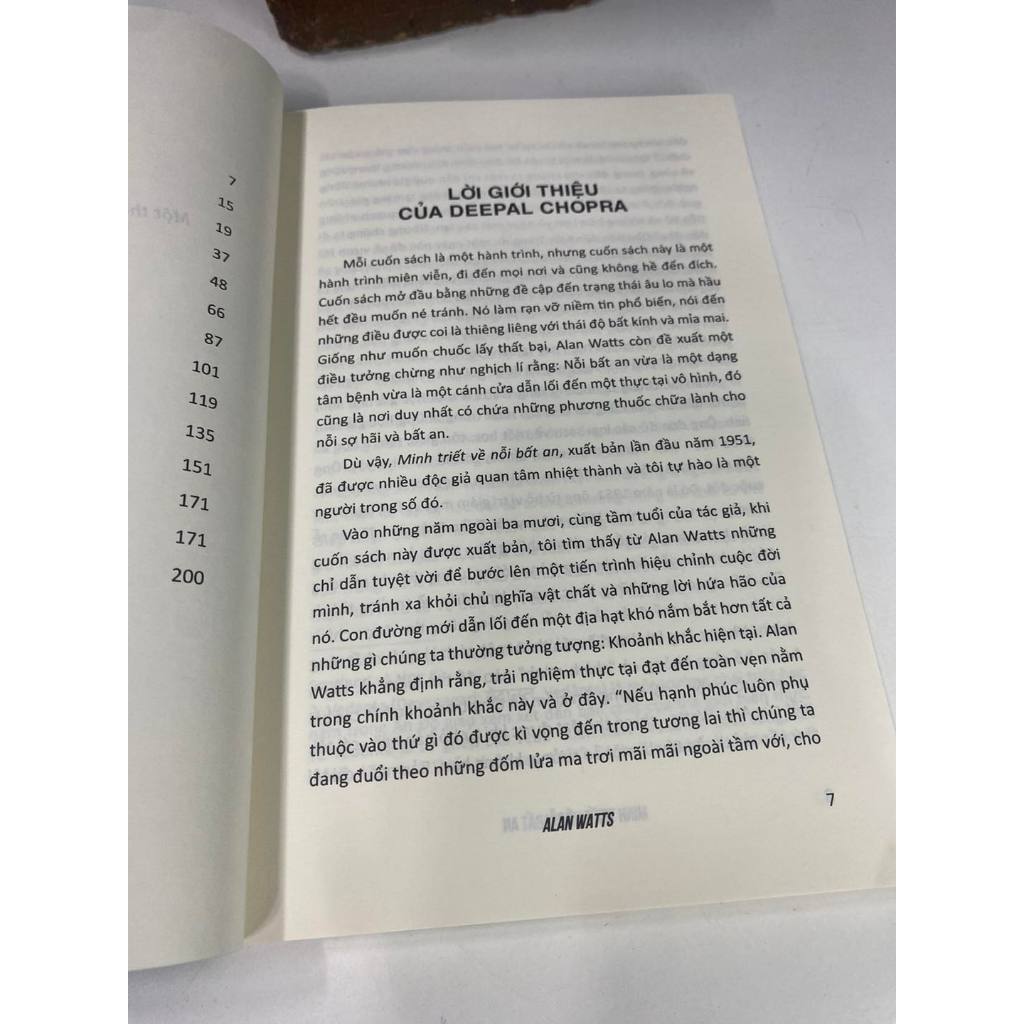 7
15
19
37
48
66
87
101
119
135
151
171
171
200
LỜI GIỚI THIỆU
CỦA DEEPAL CHOPRA
Mỗi cuốn sách là một hành trình, nhưng cuốn sách này là một
hành trình miên viễn, đi đến mọi nơi và cũng không hề đến đích.
Cuốn sách mở đầu bằng những đề cập đến trạng thái âu lo mà hầu
hết đều muốn né tránh. Nó làm rạn vỡ niềm tin phổ biến, nói đến
những điều được coi là thiêng liêng với thái độ bất kính và mỉa mai.
Giống như muốn chuốc lấy thất bại, Alan Watts còn đề xuất một
điều tưởng chừng như nghịch lí rằng: Nỗi bất an vừa là một dạng
tâm bệnh vừa là một cánh cửa dẫn lối đến một thực tại vô hình, đó
cũng là nơi duy nhất có chứa những phương thuốc chữa lành cho
nỗi sợ hãi và bất an.
Dù vậy, Minh triết về nỗi bất an, xuất bản lần đầu năm 1951,
đã được nhiều độc giả quan tâm nhiệt thành và tôi tự hào là một
người trong số đó.
Vào những năm ngoài ba mươi, cùng tầm tuổi của tác giả, khi
cuốn sách này được xuất bản, tôi tìm thấy từ Alan Watts những
chỉ dẫn tuyệt vời để bước lên một tiến trình hiệu chỉnh cuộc đời
mình, tránh xa khỏi chủ nghĩa vật chất và những lời hứa hão của
nó. Con đường mới dẫn lối đến một địa hạt khó nắm bắt hơn tất cả
những gì chúng ta thường tưởng tượng: Khoảnh khắc hiện tại. Alan
Watts khẳng định rằng, trải nghiệm thực tại đạt đến toàn vẹn nằm
trong chính khoảnh khắc này và ở đây. “Nếu hạnh phúc luôn phụ
thuộc vào thứ gì đó được kì vọng đến trong tương lai thì chúng ta
đang đuổi theo những đốm lửa ma trơi mãi mãi ngoài tầm với, cho
7
ALAN WATTS